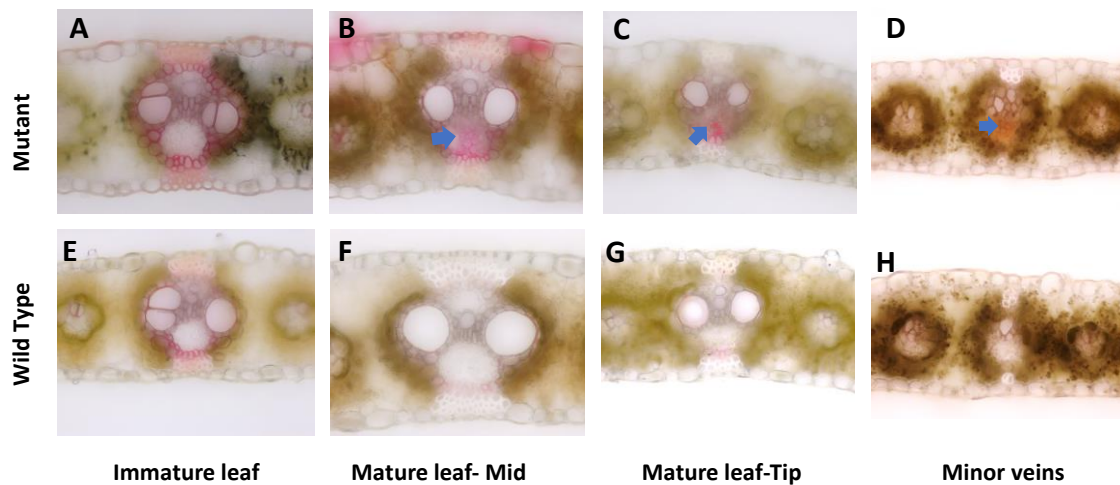 A
B
C
D
Mutant
E
F
G
H
Wild Type
Immature leaf
Mature leaf- Mid
Mature leaf-Tip
Minor veins